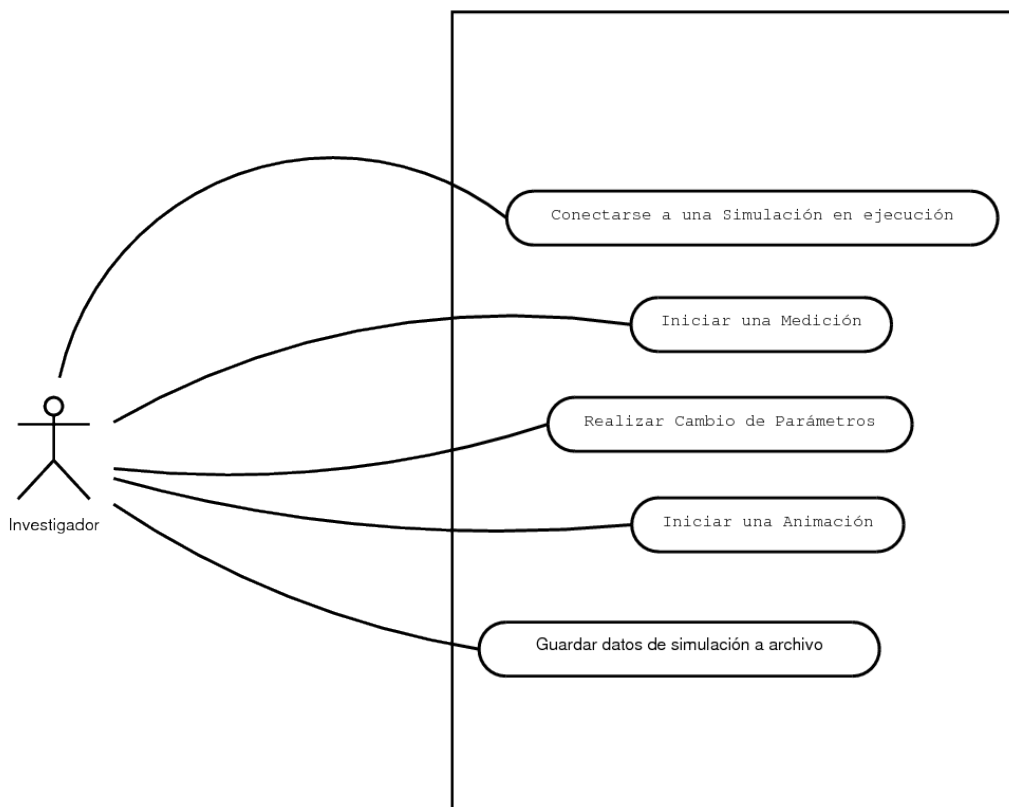 Conectarse a una Simulación en ejecución
Iniciar una Medición
Realizar Cambio de Parámetros
Iniciar una Animación
Investigador
Guardar datos de simulación a archivo